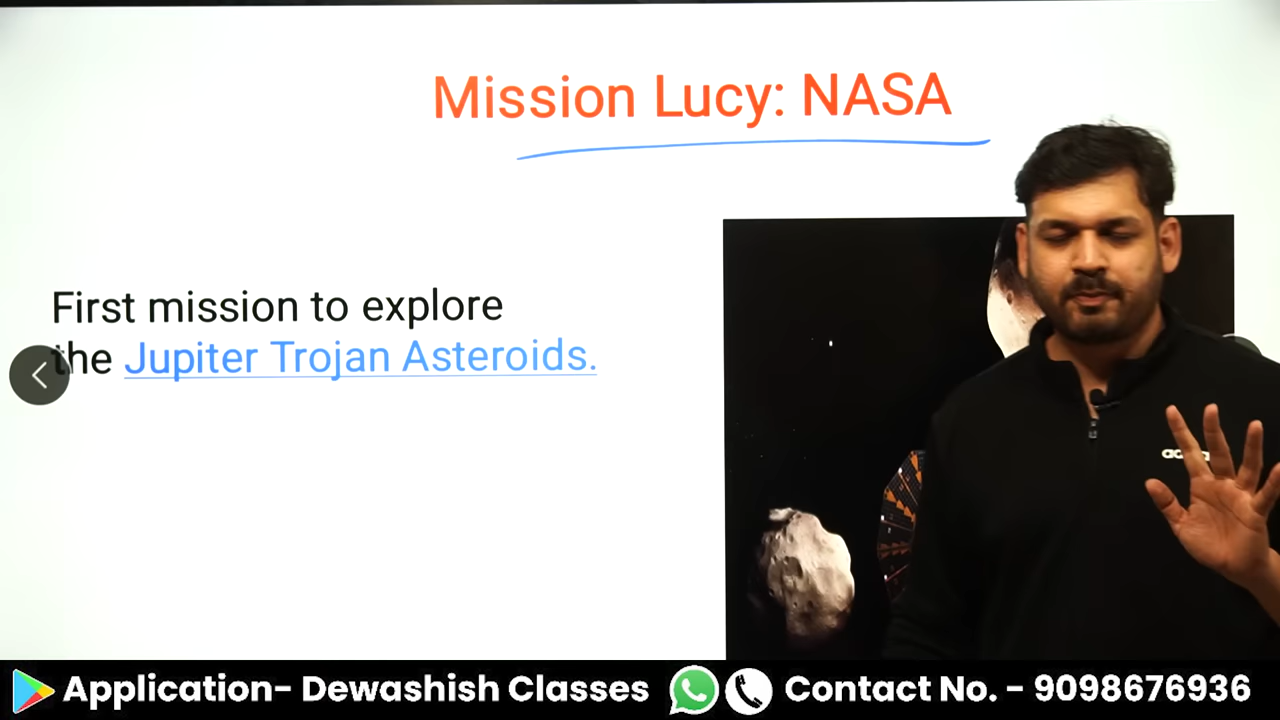 Mission Lucy: NASA
First mission to explore
the Jupiter Trojan Asteroids.
Application- Dewashish Classes
Contact No. - 9098676936